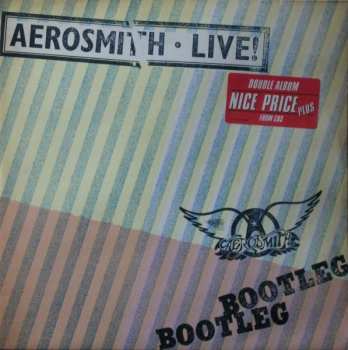 AEROSMITH · LIVE!
DOUBLE ALBUM
NICE PRICE PLUS
FROM CBS
AEROSMITH
BOOTLEG
BOOTLEG